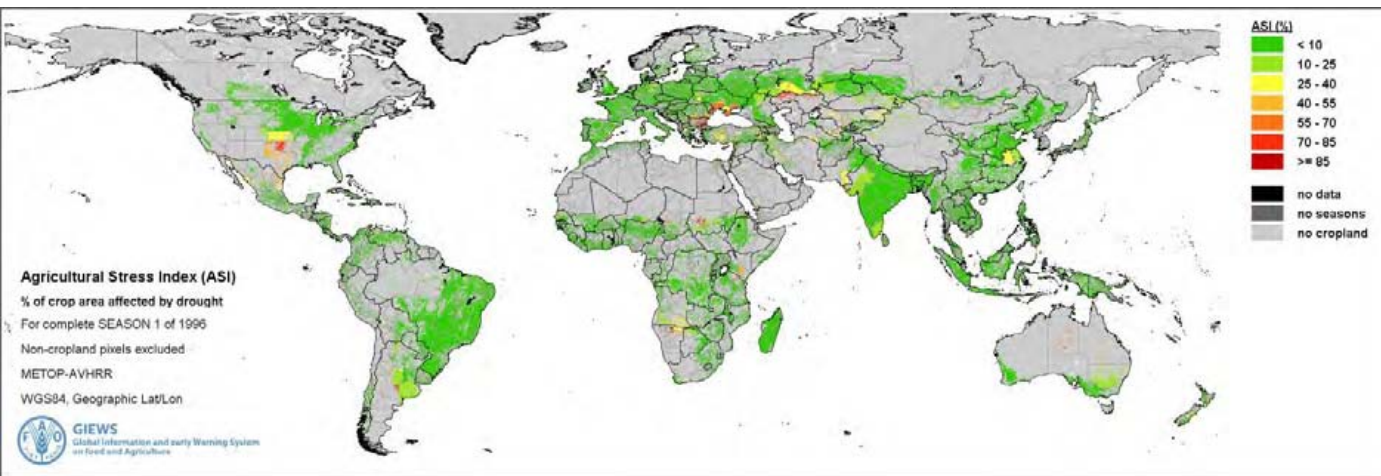 Agricultural Stress Index (ASI)
% of crop area affected by drought
For complete SEASON 1 of 1996
Non-cropland pixels excluded
METOP-AVHRR
WGS84, Geographic Lat/Lon
FAO
GIEWS
Global Information and early Warning System
on food and Agriculture
ASI (%)
< 10
10 - 25
25 - 40
40 - 55
55 - 70
70 - 85
>= 85
no data
no seasons
no cropland